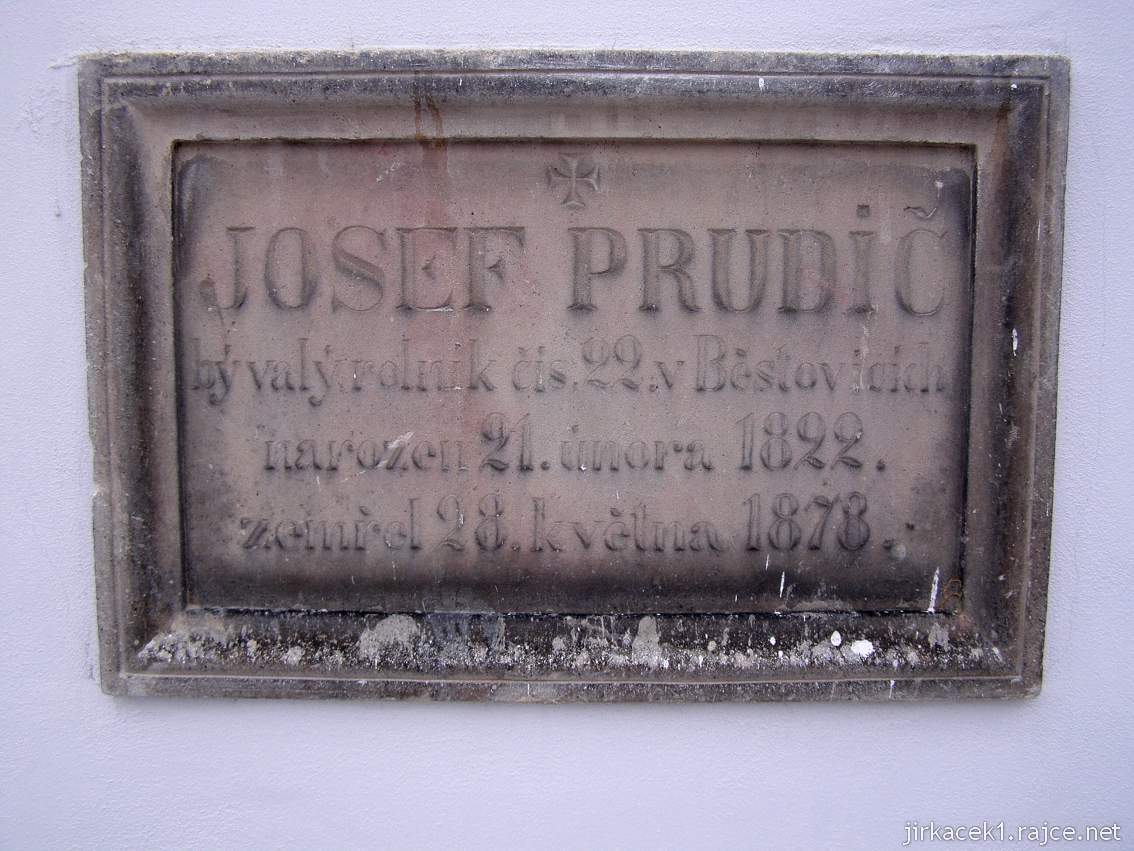 JOSEF PRUDiČ
bývalý rolník čís. 22. v Běstovicích
narozen 21. února 1822.
zemřel 28. května 1878.
jirkacek1.rajce.net